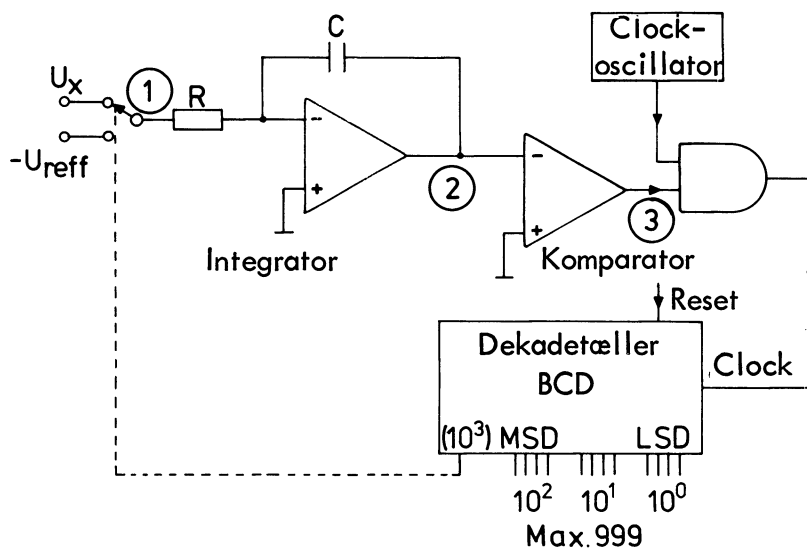 Clock-
oscillator
C
Uₓ
1
R
-
-U_reff
+
2
-
+
3
Integrator
Komparator
Reset
Dekadetæller
BCD
Clock
(10³) MSD LSD
10² 10¹ 10⁰
Max. 999